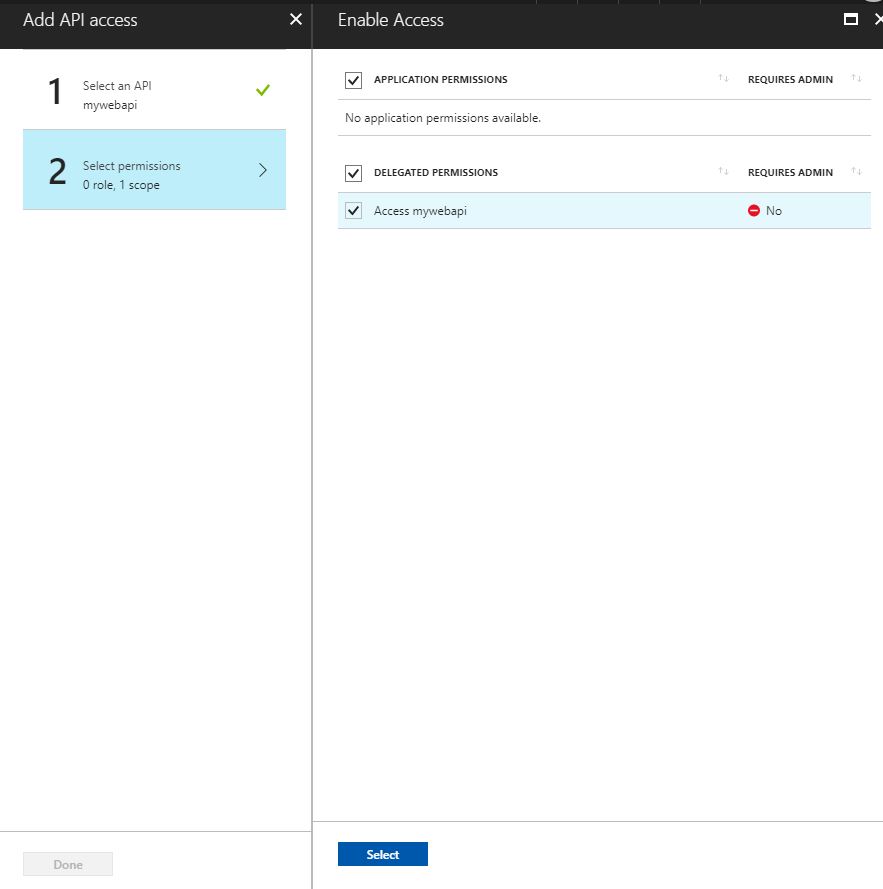 Add API access
1
Select an API
mywebapi
2
Select permissions
0 role, 1 scope
Done
Enable Access
APPLICATION PERMISSIONS REQUIRES ADMIN
No application permissions available.
DELEGATED PERMISSIONS REQUIRES ADMIN
Access mywebapi No
Select